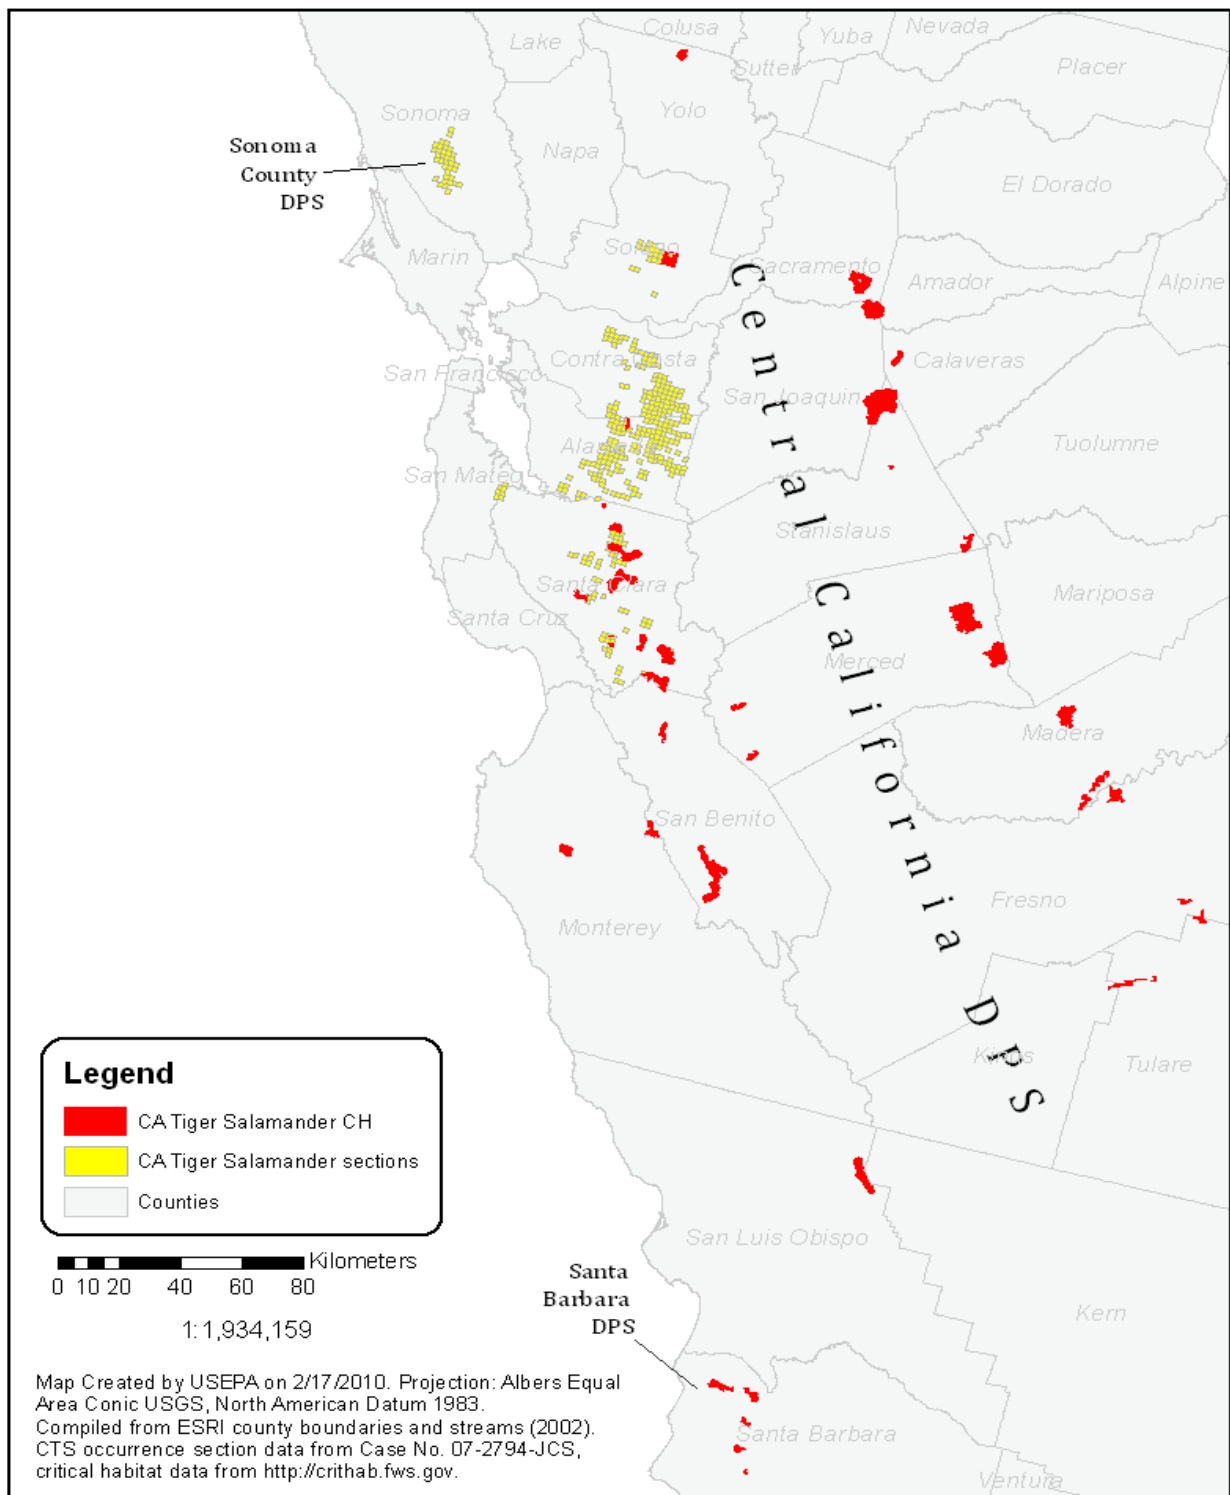 Colusa
Nevada
Lake
Yuba
Sutter
Placer
Sonoma
Yolo
Sonoma
County
DPS
Napa
El Dorado
Marin
Solano
Sacramento
Amador
Alpine
Contra Costa
San Francisco
Calaveras
San Joaquin
Alameda
Tuolumne
San Mateo
Stanislaus
Santa Clara
Mariposa
Santa Cruz
Merced
Madera
San Benito
Fresno
Monterey
Central California DPS
Kings
Tulare
Legend
CA Tiger Salamander CH
CA Tiger Salamander sections
Counties
Kilometers
0 10 20 40 60 80
1:1,934,159
San Luis Obispo
Santa
Barbara
DPS
Kern
Santa Barbara
Ventura
Map Created by USEPA on 2/17/2010. Projection: Albers Equal
Area Conic USGS, North American Datum 1983.
Compiled from ESRI county boundaries and streams (2002).
CTS occurrence section data from Case No. 07-2794-JCS,
critical habitat data from http://crithab.fws.gov.